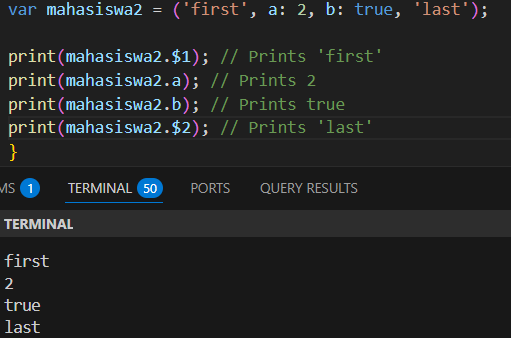 var mahasiswa2 = ('first', a: 2, b: true, 'last');
print(mahasiswa2.$1); // Prints 'first'
print(mahasiswa2.a); // Prints 2
print(mahasiswa2.b); // Prints true
print(mahasiswa2.$2); // Prints 'last'
}
MS 1 TERMINAL 50 PORTS QUERY RESULTS
TERMINAL
first
2
true
last